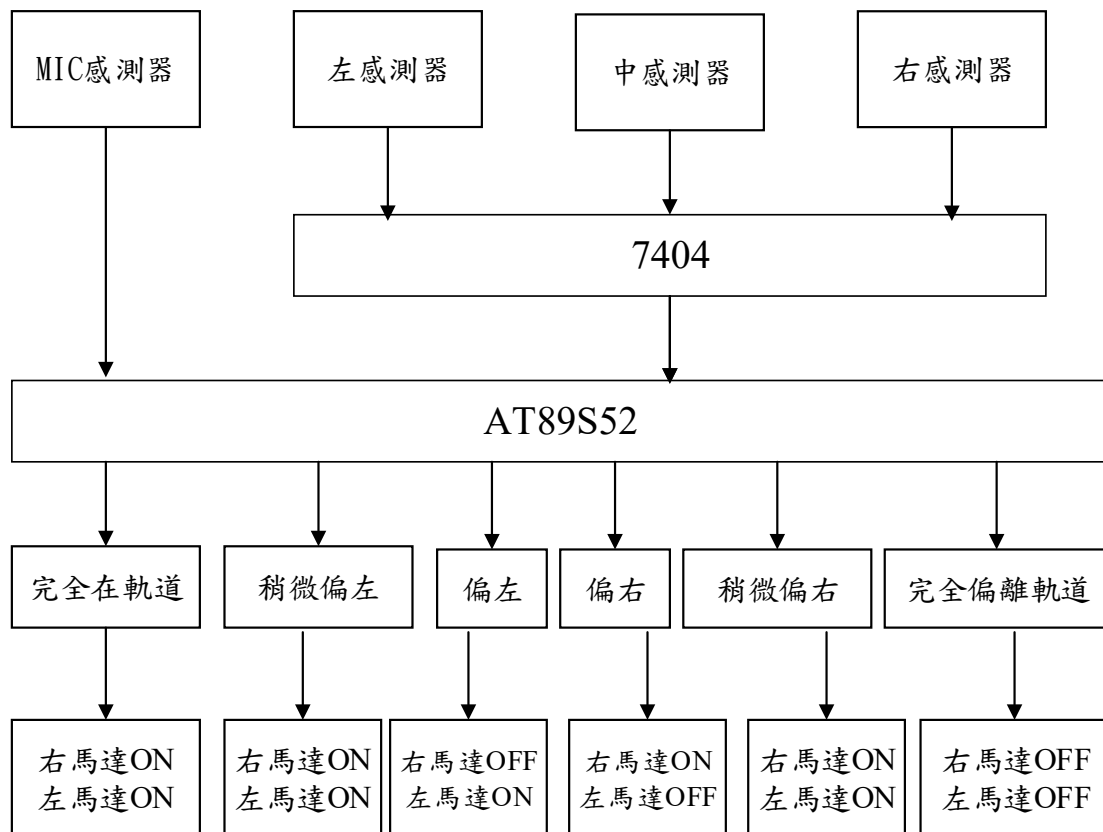 MIC感測器
左感測器
中感測器
右感測器
7404
AT89S52
完全在軌道
稍微偏左
偏左
偏右
稍微偏右
完全偏離軌道
右馬達ON
左馬達ON
右馬達ON
左馬達ON
右馬達OFF
左馬達ON
右馬達ON
左馬達OFF
右馬達ON
左馬達ON
右馬達OFF
左馬達OFF